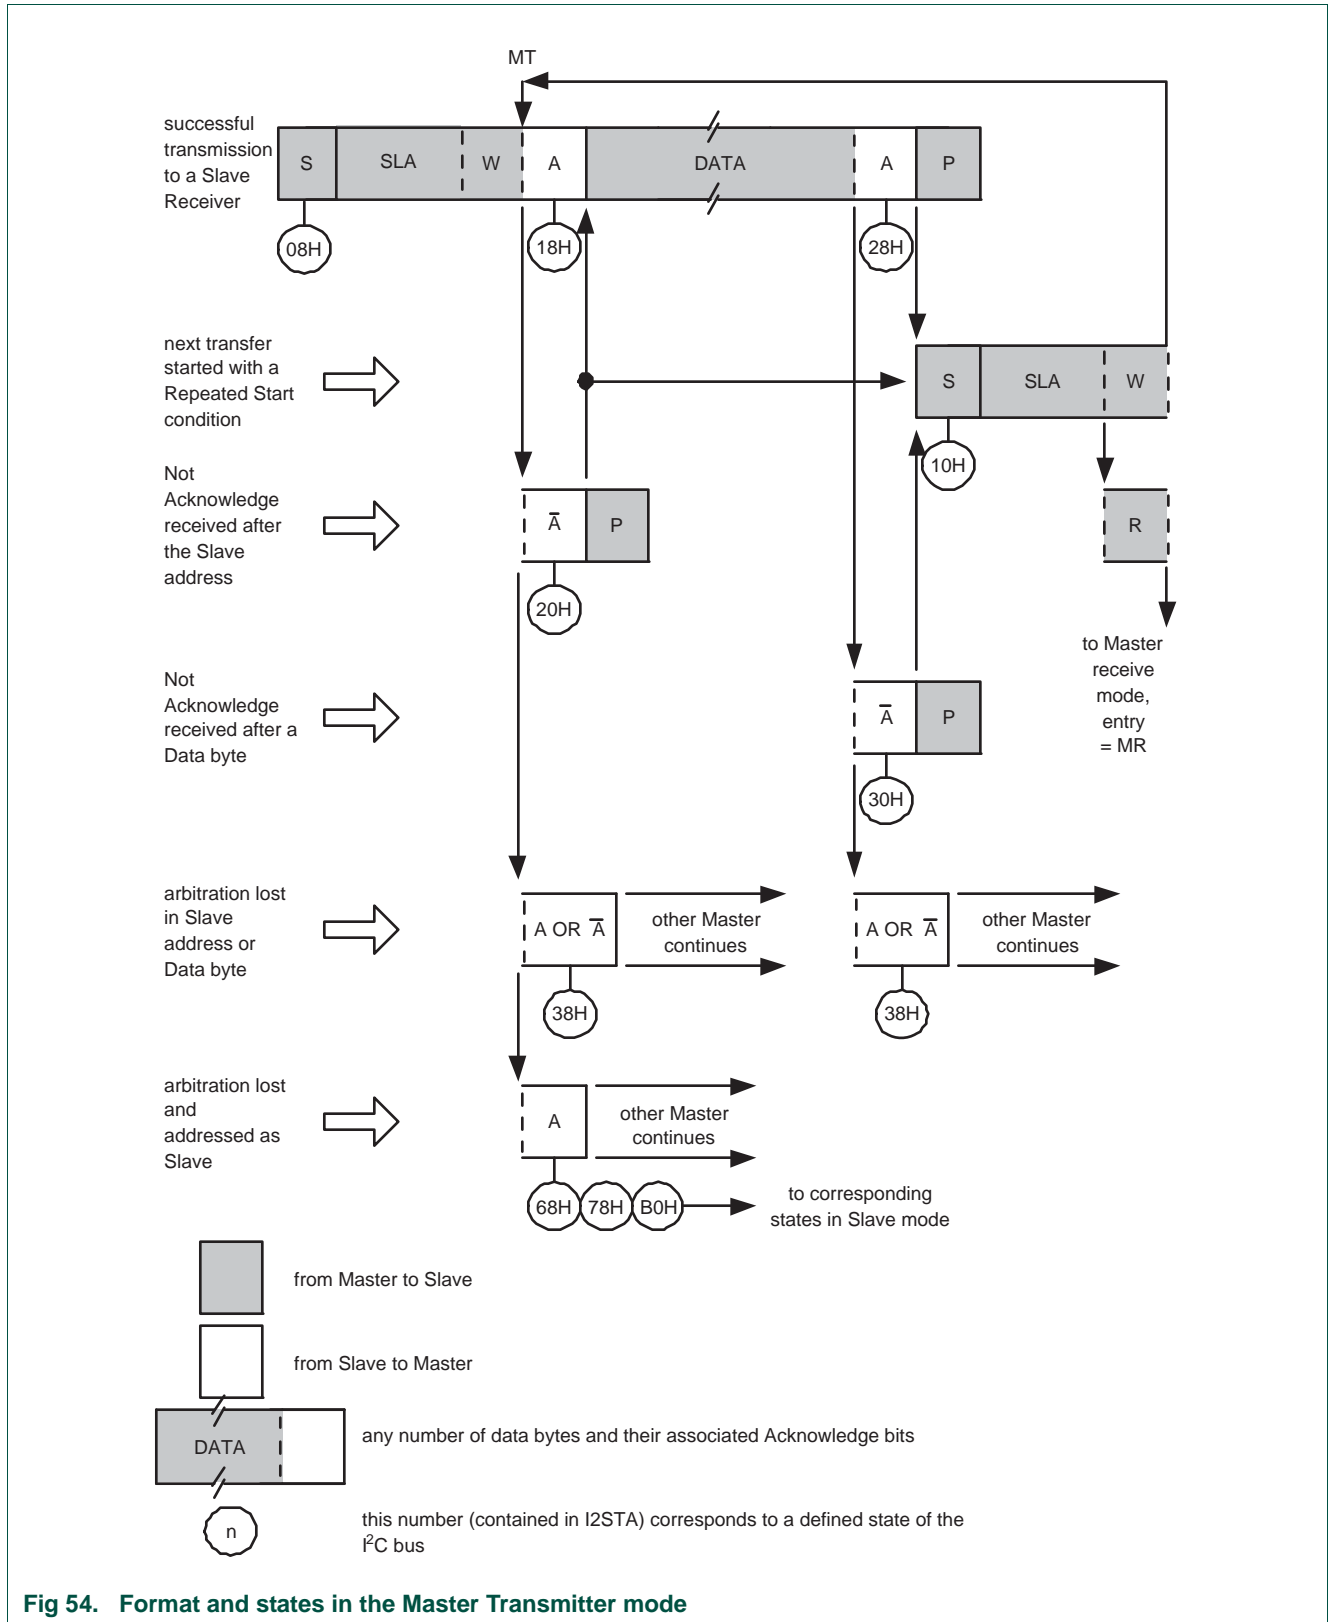 MT
successful
transmission
to a Slave
Receiver
S
SLA
W
A
DATA
A
P
08H
18H
28H
next transfer
started with a
Repeated Start
condition
S
SLA
W
10H
Not
Acknowledge
received after
the Slave
address
A̅
P
R
20H
to Master
receive
mode,
entry
= MR
Not
Acknowledge
received after a
Data byte
A̅
P
30H
arbitration lost
in Slave
address or
Data byte
A OR A̅
other Master
continues
A OR A̅
other Master
continues
38H
38H
arbitration lost
and
addressed as
Slave
A
other Master
continues
68H
78H
B0H
to corresponding
states in Slave mode
from Master to Slave
from Slave to Master
DATA
any number of data bytes and their associated Acknowledge bits
n
this number (contained in I2STA) corresponds to a defined state of the
I²C bus
Fig 54. Format and states in the Master Transmitter mode